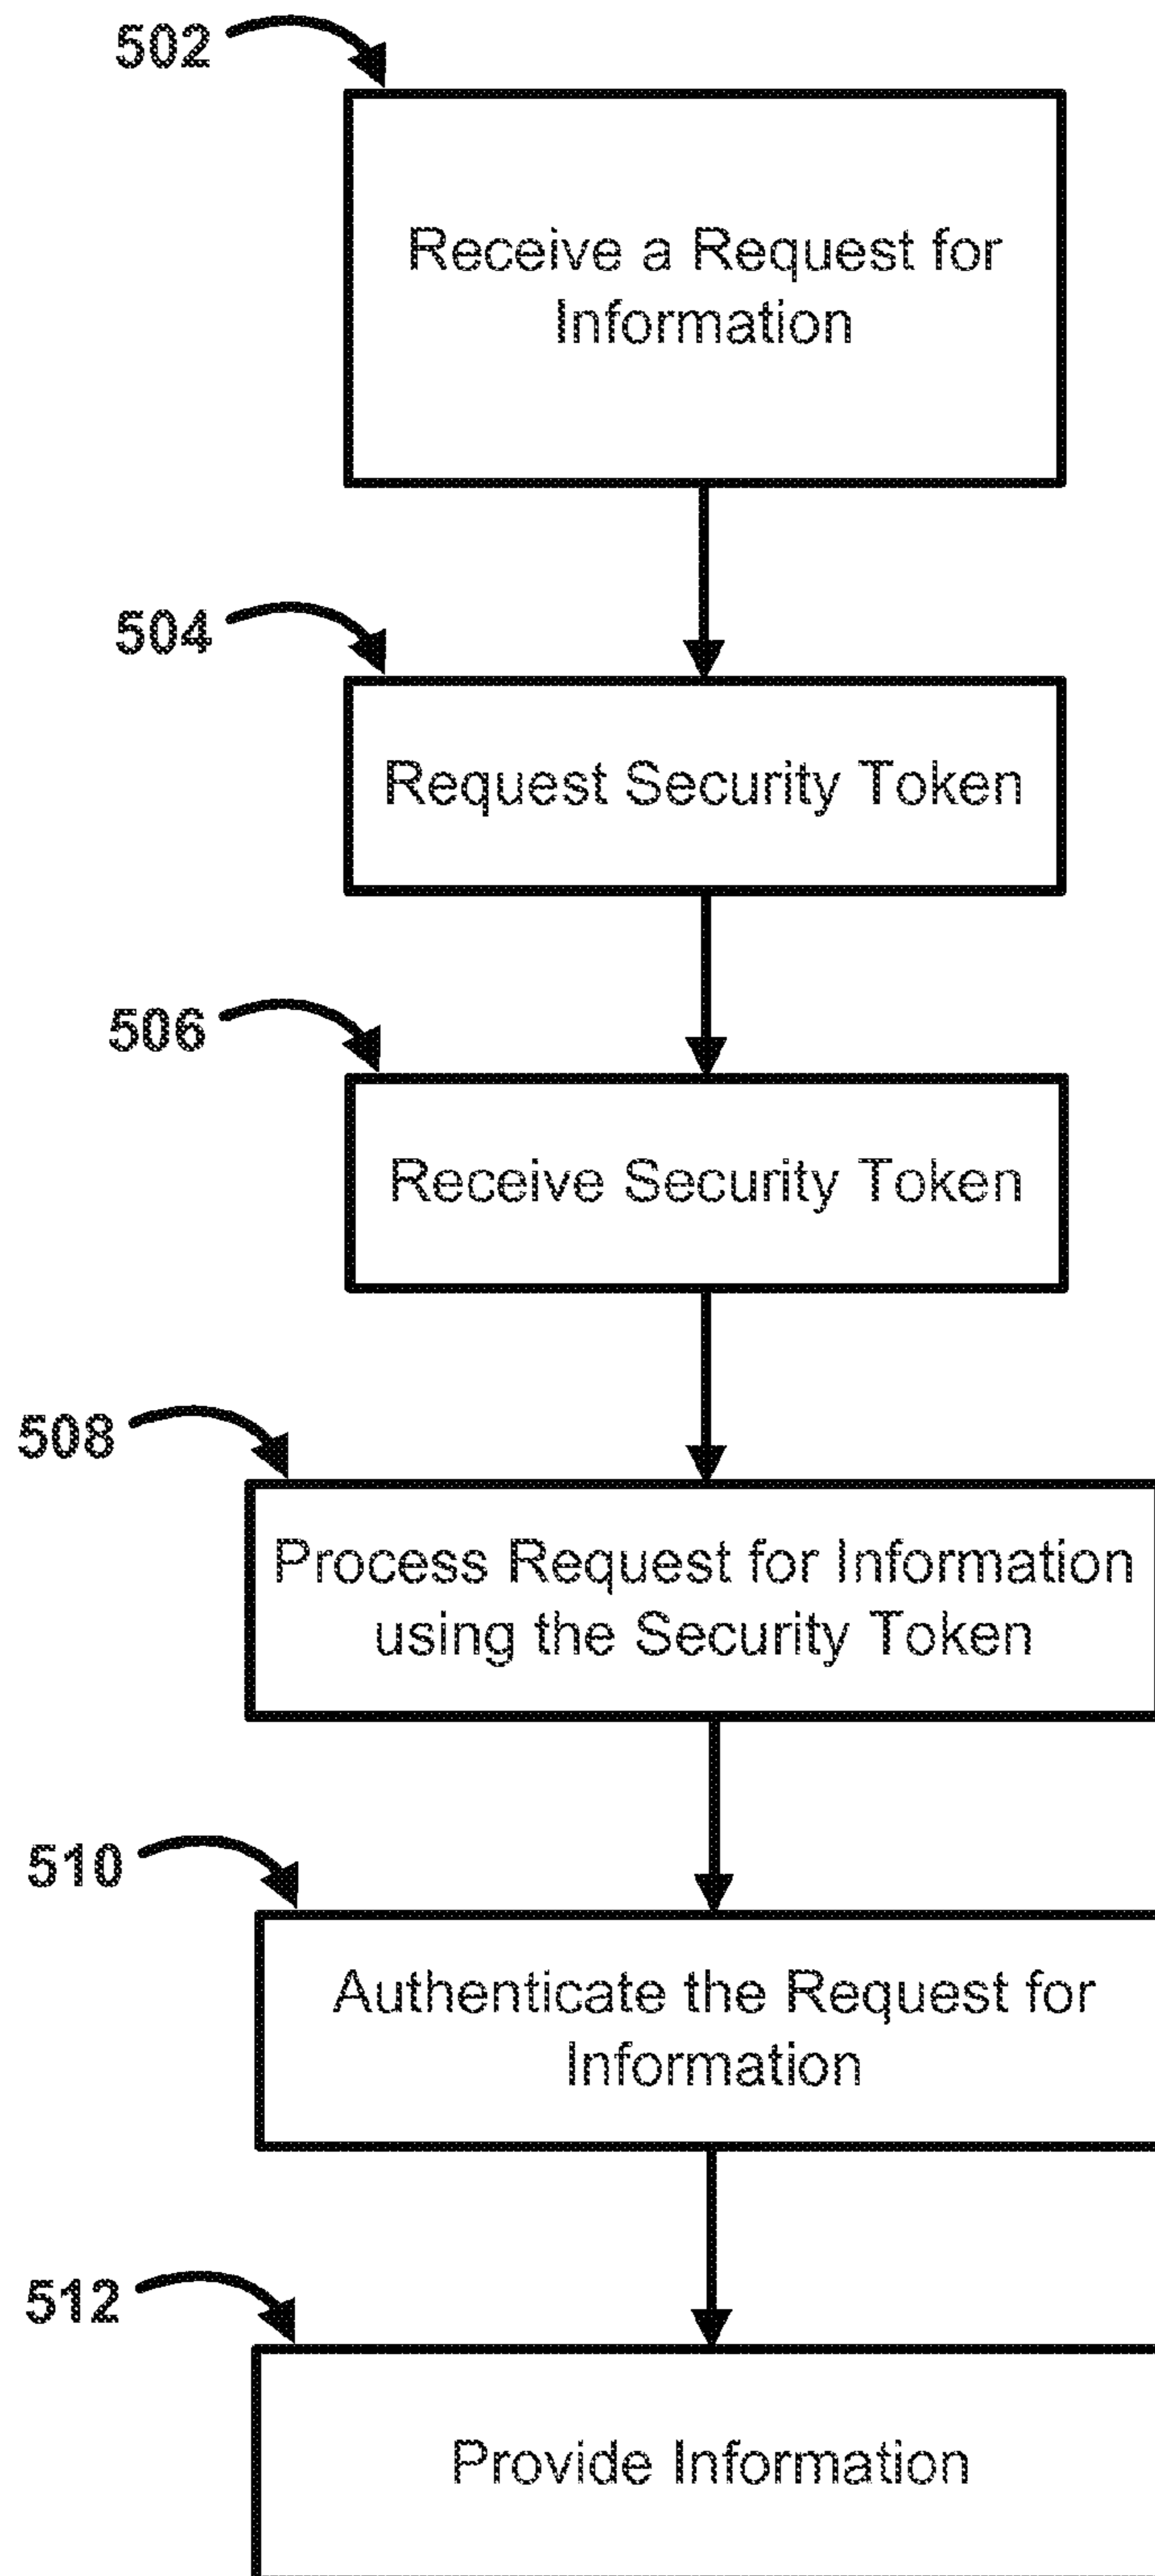 502
Receive a Request for
Information
504
Request Security Token
506
Receive Security Token
508
Process Request for Information
using the Security Token
510
Authenticate the Request for
Information
512
Provide Information